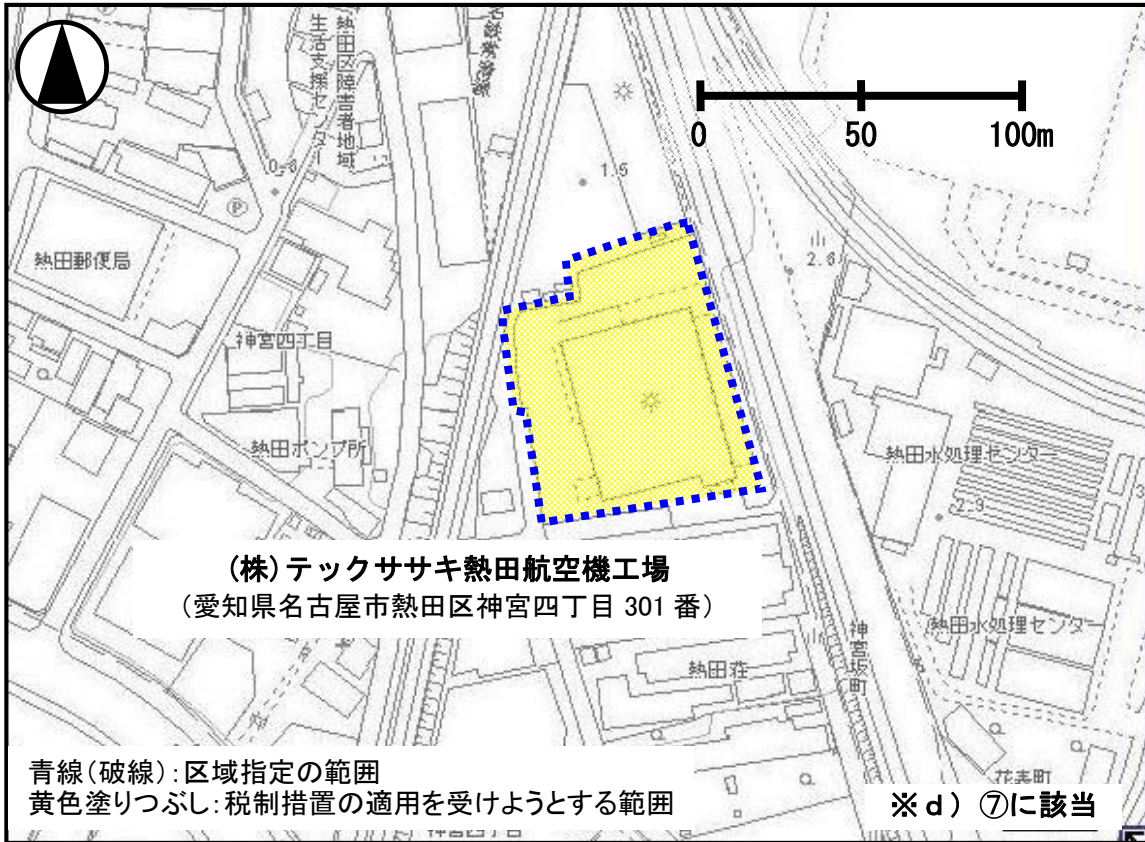 熱田区障害者地域
生活支援センター
0
50
100m
1.5
熱田郵便局
2.6
神宮四丁目
熱田ポンプ所
熱田水処理センター
2.3
(株)テックササキ熱田航空機工場
(愛知県名古屋市熱田区神宮四丁目 301 番)
熱田水処理センター
神宮坂町
熱田荘
花表町
青線(破線):区域指定の範囲
黄色塗りつぶし:税制措置の適用を受けようとする範囲
※d) ⑦に該当